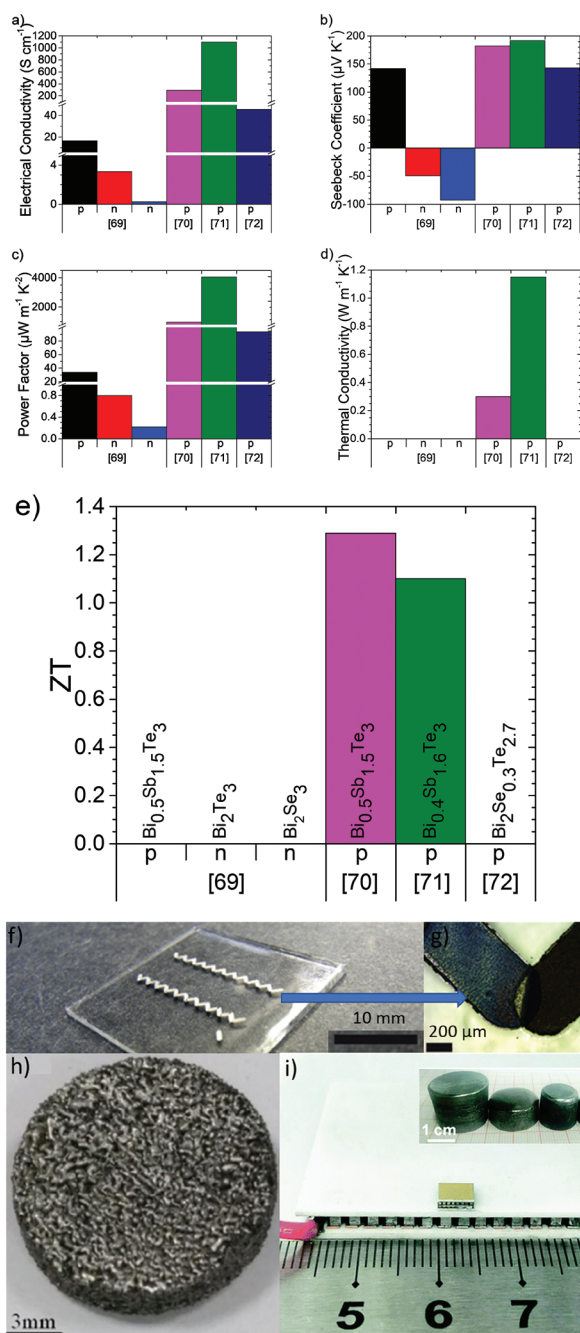 a)
Electrical Conductivity (S cm⁻¹)
1200
1000
800
600
400
200
40
20
4
2
0
p n n p p p
[69] [70] [71] [72]
b)
Seebeck Coefficient (µV K⁻¹)
200
150
100
50
0
-50
-100
p n n p p p
[69] [70] [71] [72]
c)
Power Factor (µW m⁻¹ K⁻²)
4000
2000
100
80
60
40
20
0.8
0.4
0.0
p n n p p p
[69] [70] [71] [72]
d)
Thermal Conductivity (W m⁻¹ K⁻¹)
1.2
1.0
0.8
0.6
0.4
0.2
0.0
p n n p p p
[69] [70] [71] [72]
e)
ZT
1.4
1.2
1.0
0.8
0.6
0.4
0.2
0.0
Bi₀.₅Sb₁.₅Te₃
Bi₂Te₃
Bi₂Se₃
Bi₀.₅Sb₁.₅Te₃
Bi₀.₄Sb₁.₆Te₃
Bi₂Se₀.₃Te₂.₇
p n n p p p
[69] [70] [71] [72]
f)
10 mm
g)
200 µm
h)
3mm
i)
1 cm
5 6 7